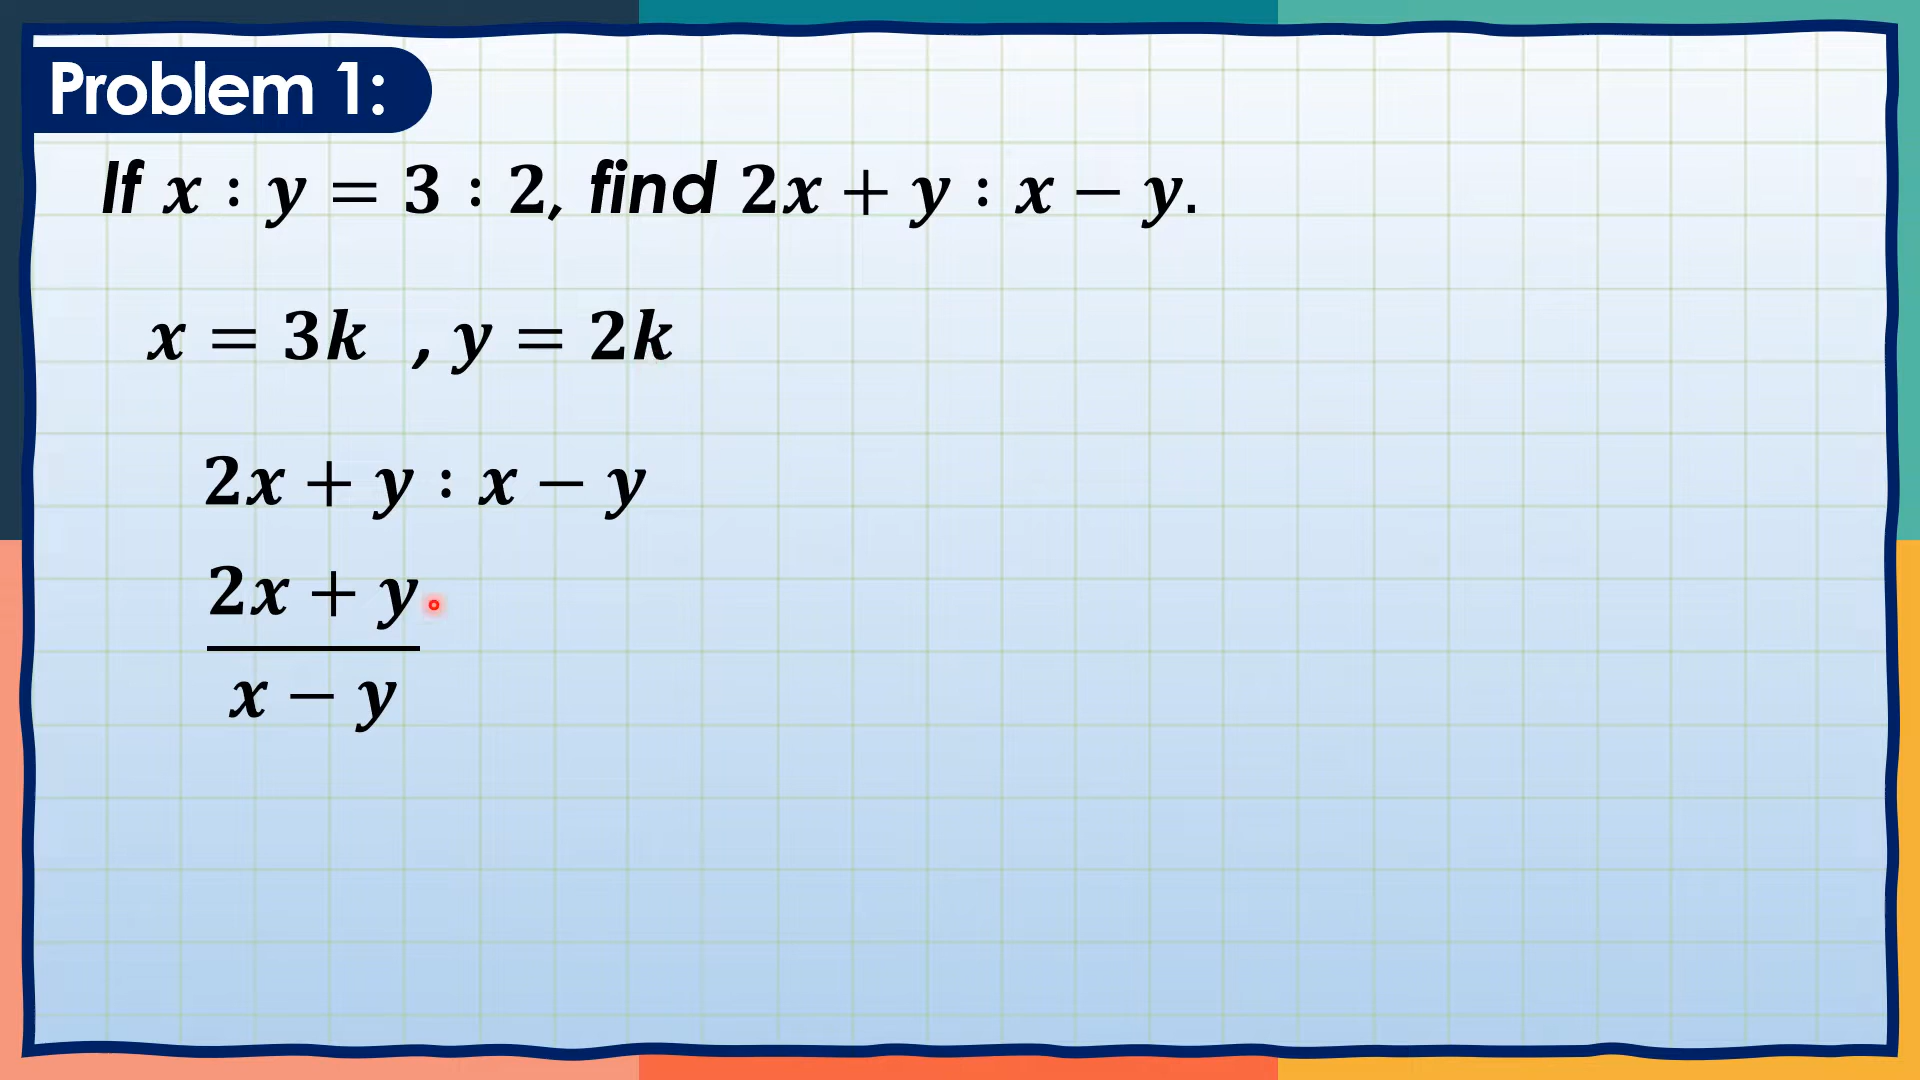 Problem 1:
If x : y = 3 : 2, find 2x + y : x − y.
x = 3k , y = 2k
2x + y : x − y
2x + y
x − y